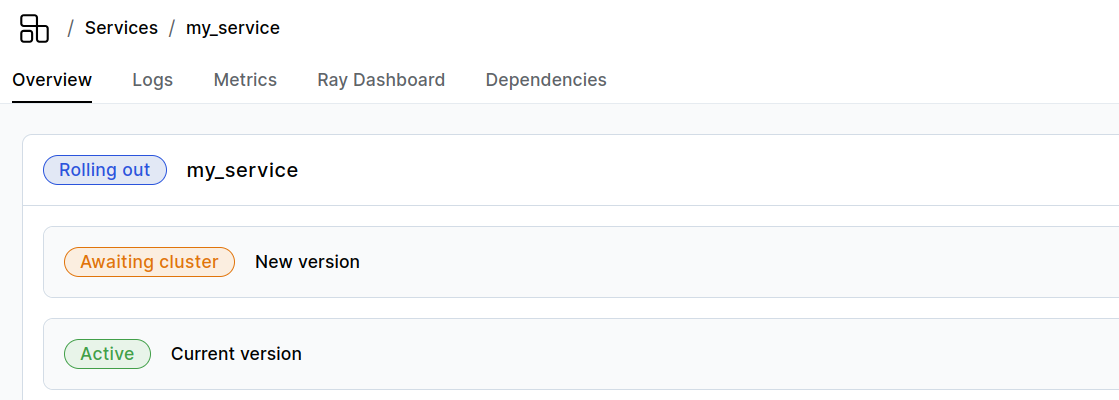 / Services / my_service
Overview Logs Metrics Ray Dashboard Dependencies
Rolling out my_service
Awaiting cluster New version
Active Current version